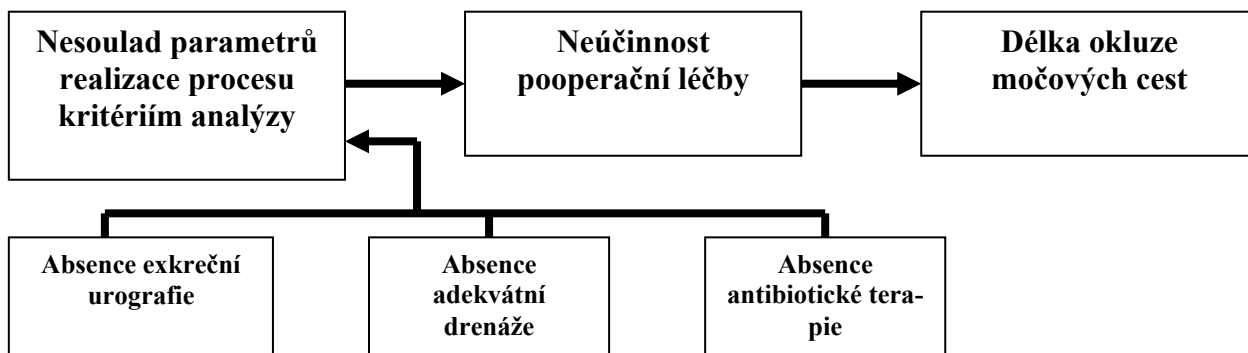 Nesoulad parametrů
realizace procesu
kritériím analýzy
Neúčinnost
pooperační léčby
Délka okluze
močových cest
Absence exkreční
urografie
Absence
adekvátní
drenáže
Absence
antibiotické tera-
pie